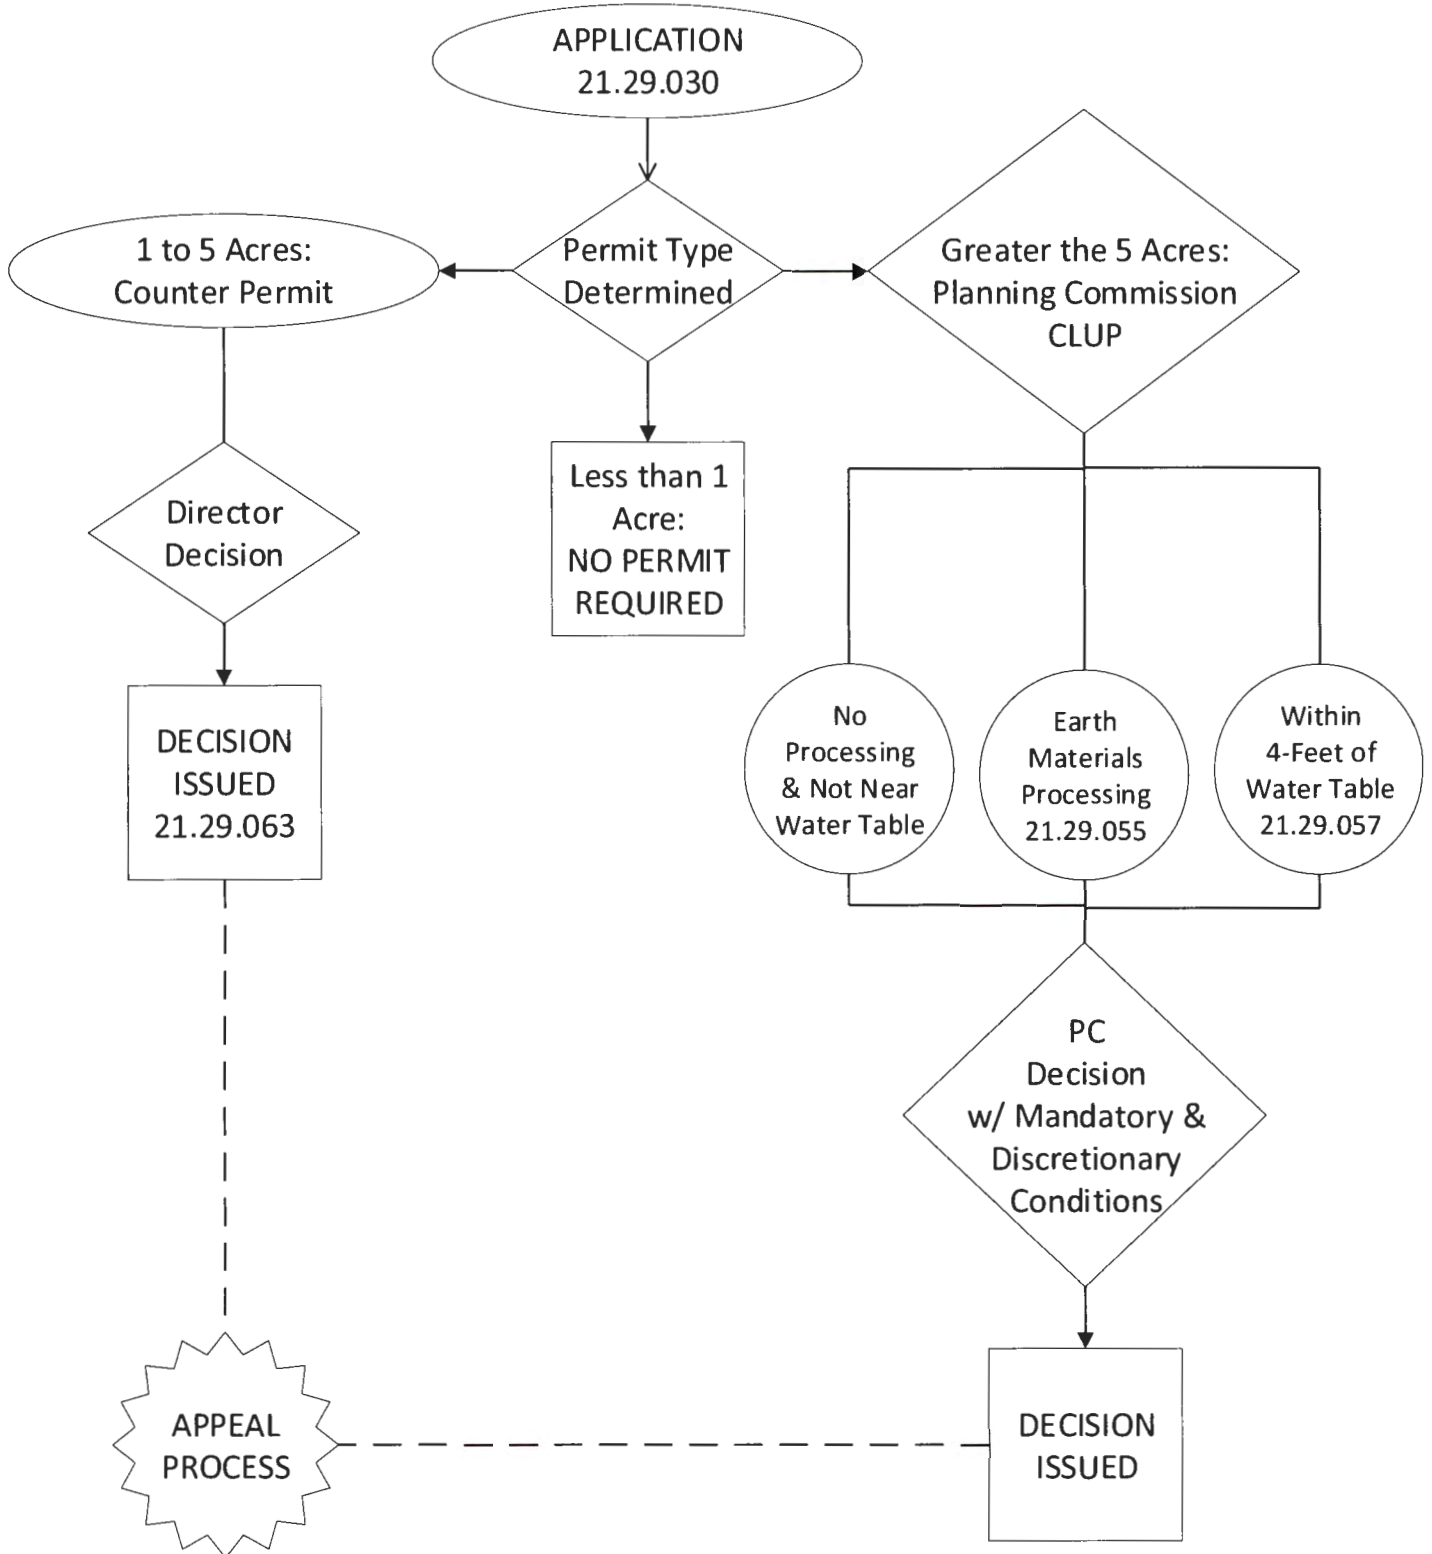 APPLICATION
21.29.030
1 to 5 Acres:
Counter Permit
Permit Type
Determined
Greater the 5 Acres:
Planning Commission
CLUP
Less than 1
Acre:
NO PERMIT
REQUIRED
Director
Decision
DECISION
ISSUED
21.29.063
No
Processing
& Not Near
Water Table
Earth
Materials
Processing
21.29.055
Within
4-Feet of
Water Table
21.29.057
PC
Decision
w/ Mandatory &
Discretionary
Conditions
APPEAL
PROCESS
DECISION
ISSUED